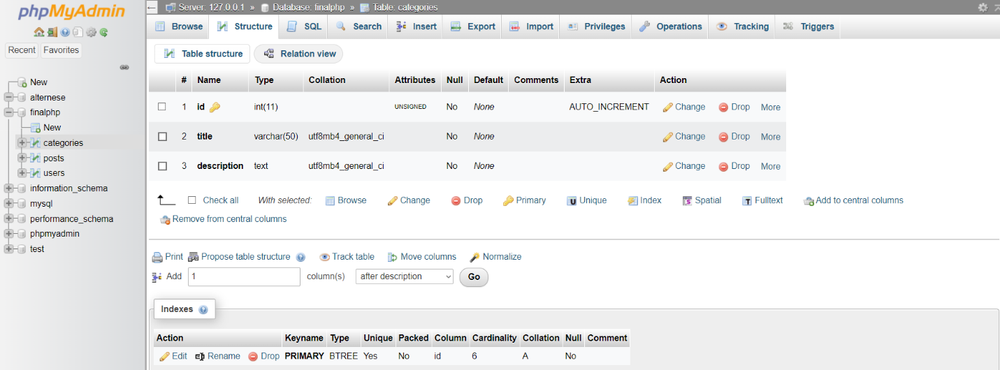 phpMyAdmin
Server: 127.0.0.1 » Database: finalphp » Table: categories
Browse Structure SQL Search Insert Export Import Privileges Operations Tracking Triggers
Recent Favorites
Table structure Relation view
New
alternese
finalphp
New
categories
posts
users
information_schema
mysql
performance_schema
phpmyadmin
test
# Name Type Collation Attributes Null Default Comments Extra Action
1 id int(11) UNSIGNED No None AUTO_INCREMENT Change Drop More
2 title varchar(50) utf8mb4_general_ci No None Change Drop More
3 description text utf8mb4_general_ci No None Change Drop More
Check all With selected: Browse Change Drop Primary Unique Index Spatial Fulltext Add to central columns
Remove from central columns
Print Propose table structure Track table Move columns Normalize
Add 1 column(s) after description Go
Indexes
Action Keyname Type Unique Packed Column Cardinality Collation Null Comment
Edit Rename Drop PRIMARY BTREE Yes No id 6 A No